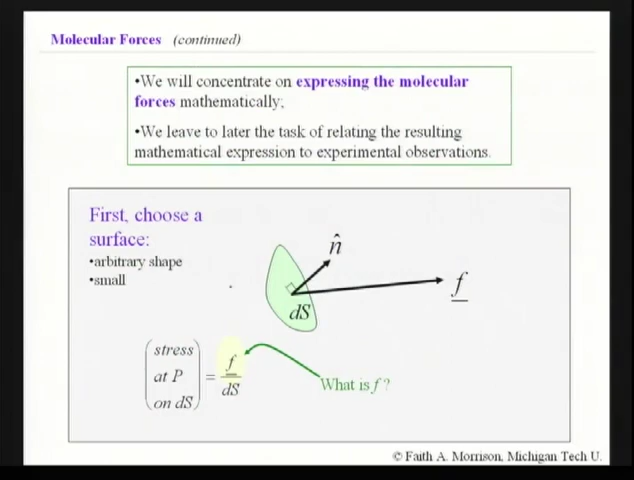 Molecular Forces (continued)
•We will concentrate on expressing the molecular
forces mathematically;
•We leave to later the task of relating the resulting
mathematical expression to experimental observations.
First, choose a
surface:
•arbitrary shape
•small
n̂
f
dS
stress
at P
on dS
= f
dS
What is f ?
© Faith A. Morrison, Michigan Tech U.